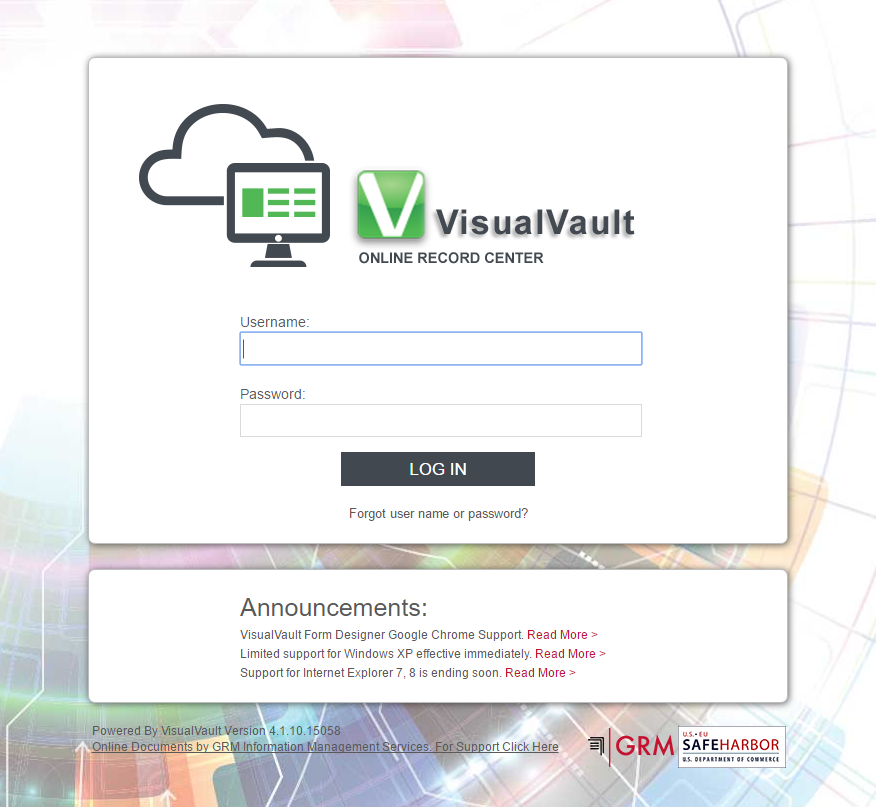 VisualVault
ONLINE RECORD CENTER
Username:
Password:
LOG IN
Forgot user name or password?
Announcements:
VisualVault Form Designer Google Chrome Support. Read More >
Limited support for Windows XP effective immediately. Read More >
Support for Internet Explorer 7, 8 is ending soon. Read More >
Powered By VisualVault Version 4.1.10.15058
Online Documents by GRM Information Management Services. For Support Click Here
GRM
U.S.•EU
SAFEHARBOR
U.S. DEPARTMENT OF COMMERCE